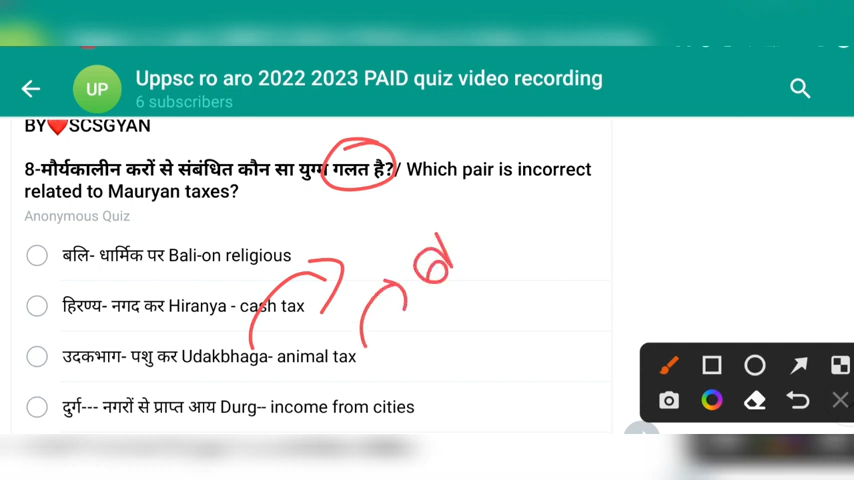 Uppsc ro aro 2022 2023 PAID quiz video recording
UP
6 subscribers
BY❤️SCSGYAN
8-मौर्यकालीन करों से संबंधित कौन सा युग्म गलत है?/ Which pair is incorrect
related to Mauryan taxes?
Anonymous Quiz
बलि- धार्मिक पर Bali-on religious
हिरण्य- नगद कर Hiranya - cash tax
उदकभाग- पशु कर Udakbhaga- animal tax
दुर्ग--- नगरों से प्राप्त आय Durg-- income from cities